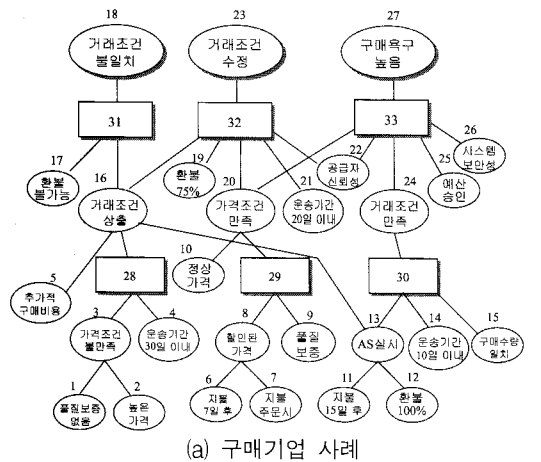 18
거래조건
불일치
23
거래조건
수정
27
구매욕구
높음
31
32
33
17
환불
불가능
16
거래조건
상충
19
환불
75%
20
가격조건
만족
21
운송기간
20일 이내
22
공급자
신뢰성
24
거래조건
만족
25
예산
승인
26
시스템
보안성
5
추가적
구매비용
28
10
정상
가격
29
30
3
가격조건
불만족
4
운송기간
30일 이내
8
할인된
가격
9
품질
보증
13
AS실시
14
운송기간
10일 이내
15
구매수량
일치
1
품질보증
없음
2
높은
가격
6
지불
7일 후
7
지불
주문시
11
지불
15일 후
12
환불
100%
(a) 구매기업 사례